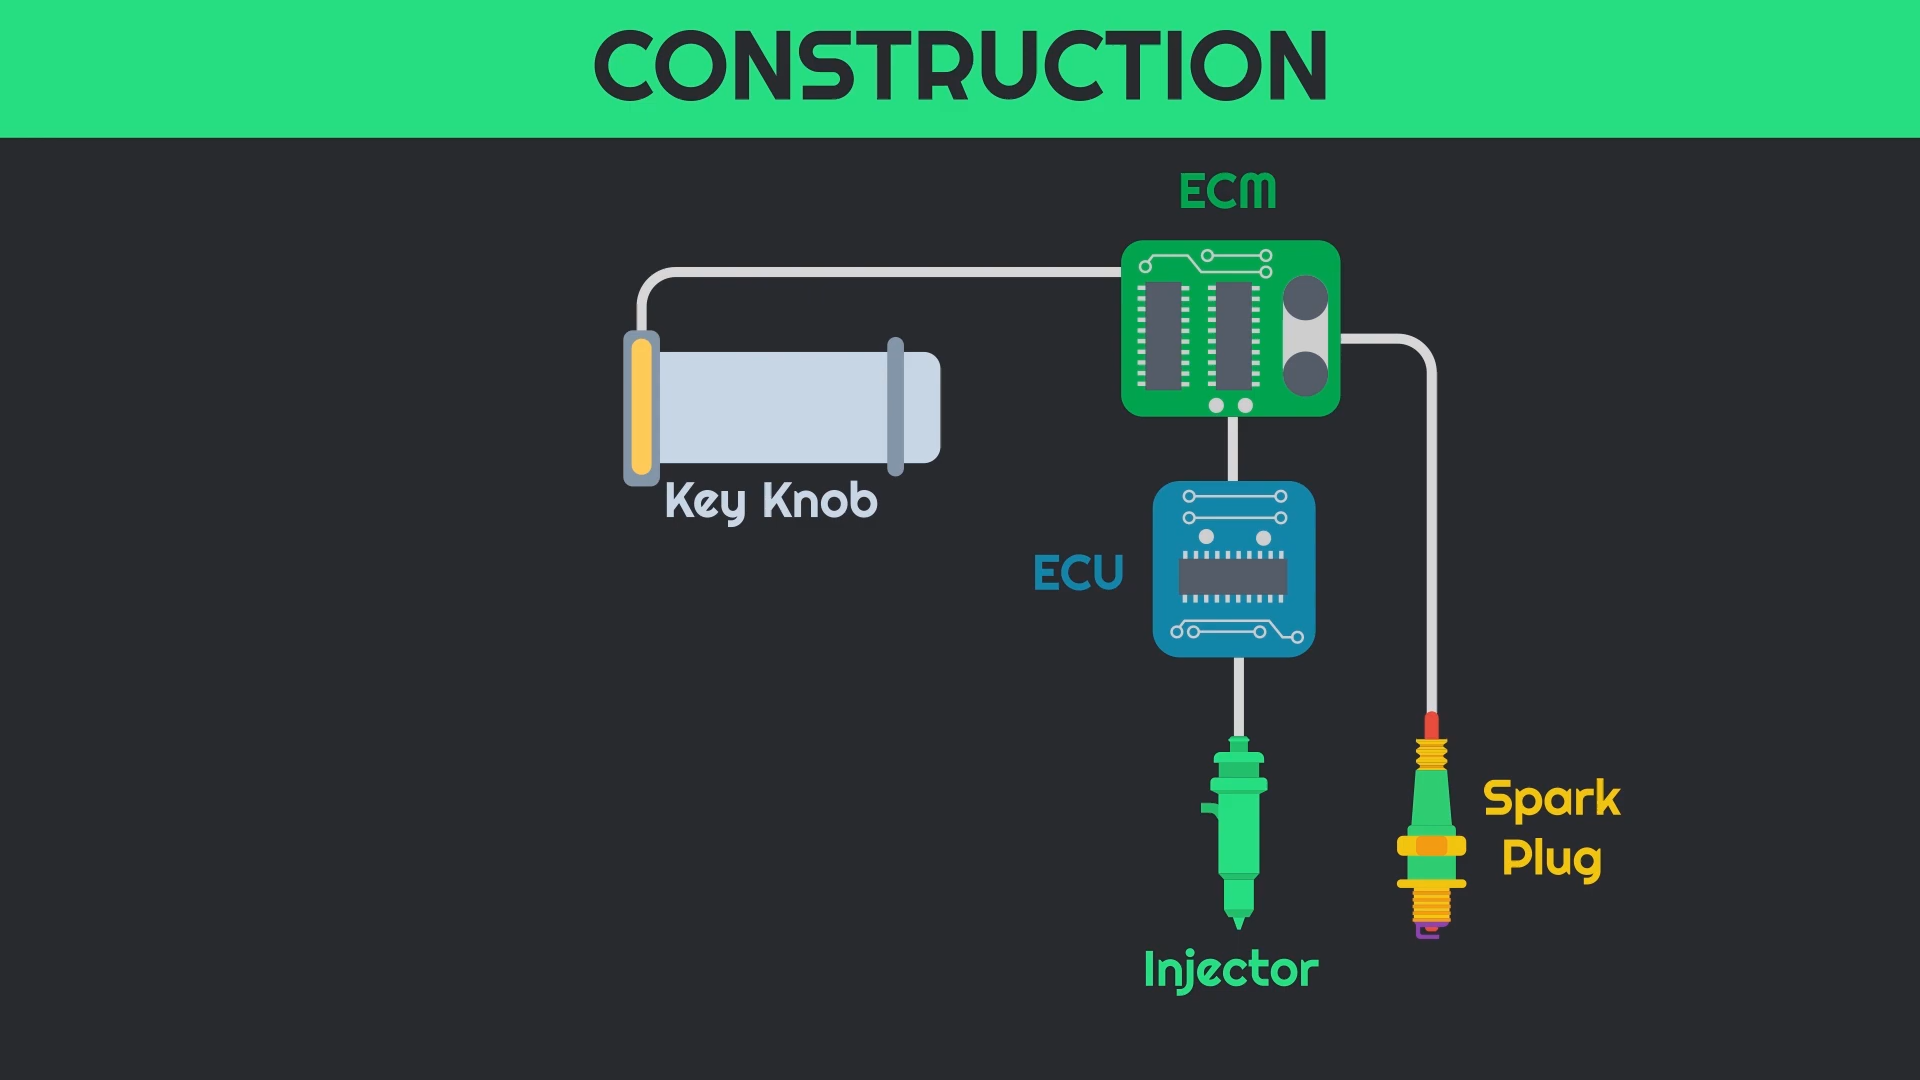 CONSTRUCTION
ECM
Key Knob
ECU
Spark
Plug
Injector